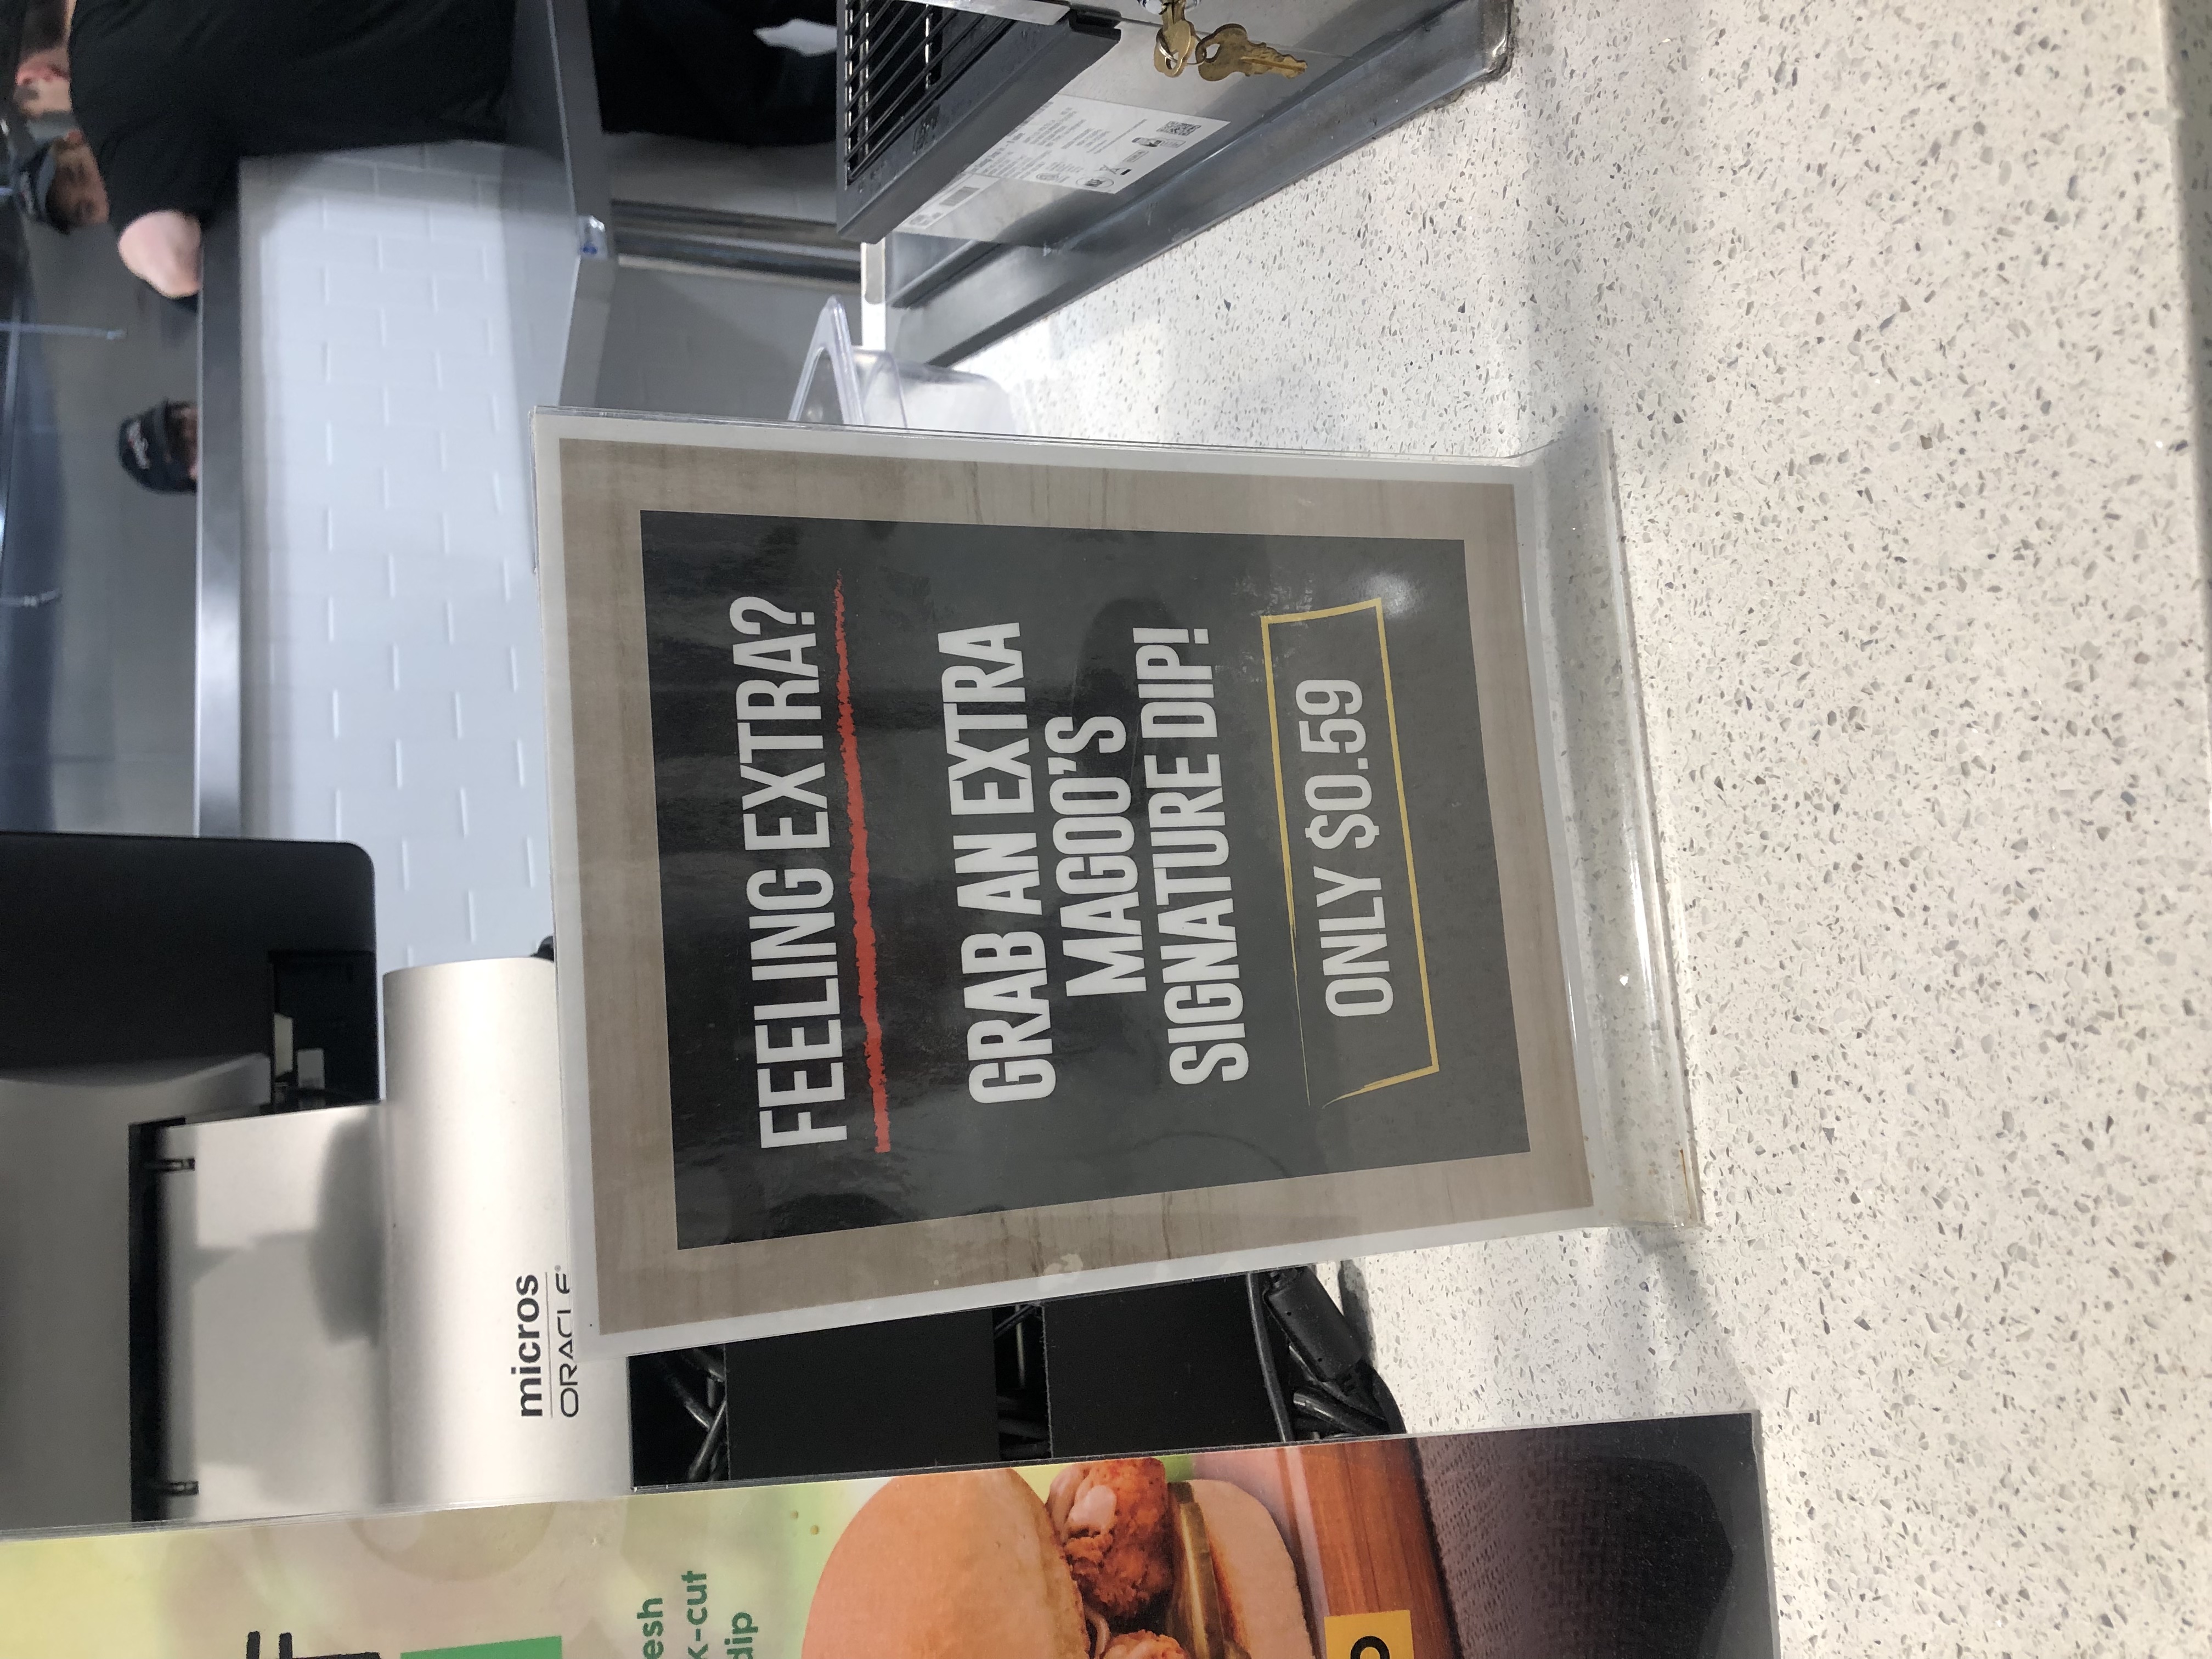 micros
ORACLE
esh
k-cut
dip
FEELING EXTRA?
GRAB AN EXTRA
MAGOO'S
SIGNATURE DIP!
ONLY $0.59